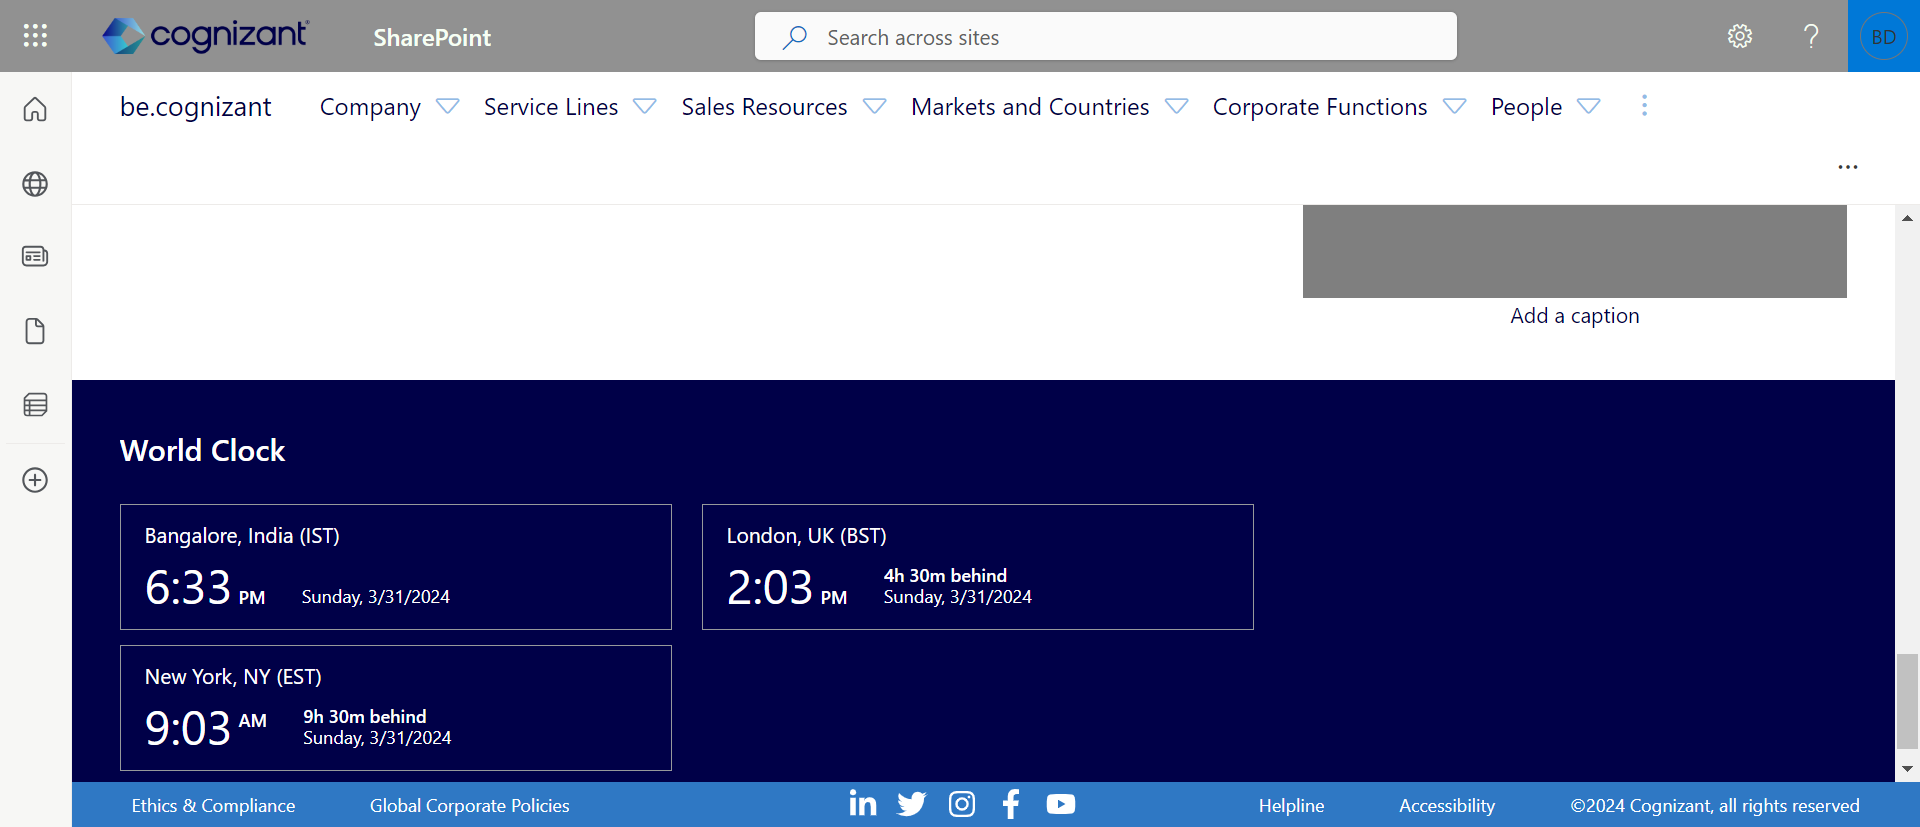 cognizant
SharePoint
Search across sites
?
BD
be.cognizant
Company
Service Lines
Sales Resources
Markets and Countries
Corporate Functions
People
Add a caption
World Clock
Bangalore, India (IST)
6:33 PM
Sunday, 3/31/2024
London, UK (BST)
2:03 PM
4h 30m behind
Sunday, 3/31/2024
New York, NY (EST)
9:03 AM
9h 30m behind
Sunday, 3/31/2024
Ethics & Compliance
Global Corporate Policies
Helpline
Accessibility
©2024 Cognizant, all rights reserved